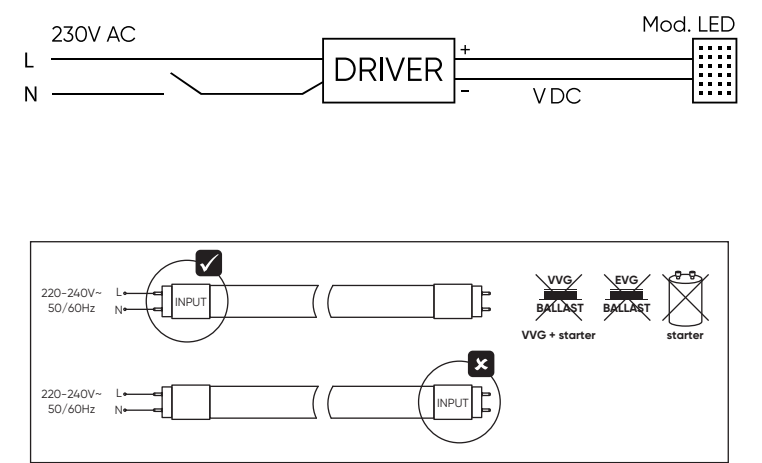 230V AC
Mod. LED
L
DRIVER
+
N
-
V DC
220-240V~ L
50/60Hz N
INPUT
VVG
BALLAST
VVG + starter
EVG
BALLAST
starter
220-240V~ L
50/60Hz N
INPUT